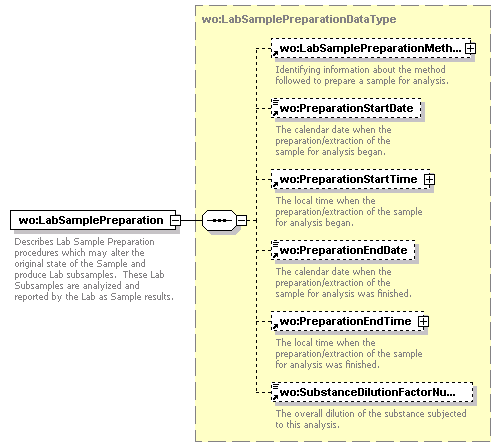 wo:LabSamplePreparationDataType
wo:LabSamplePreparationMeth...
Identifying information about the method
followed to prepare a sample for analysis.
wo:PreparationStartDate
The calendar date when the
preparation/extraction of the
sample for analysis began.
wo:PreparationStartTime
The local time when the
preparation/extraction of the sample
for analysis began.
wo:LabSamplePreparation
Describes Lab Sample Preparation
procedures which may alter the
original state of the Sample and
produce Lab subsamples.  These Lab
Subsamples are analyized and
reported by the Lab as Sample results.
wo:PreparationEndDate
The calendar date when the
preparation/extraction of the
sample for analysis was finished.
wo:PreparationEndTime
The local time when the
preparation/extraction of the sample
for analysis was finished.
wo:SubstanceDilutionFactorNu...
The overall dilution of the substance subjected
to this analysis.